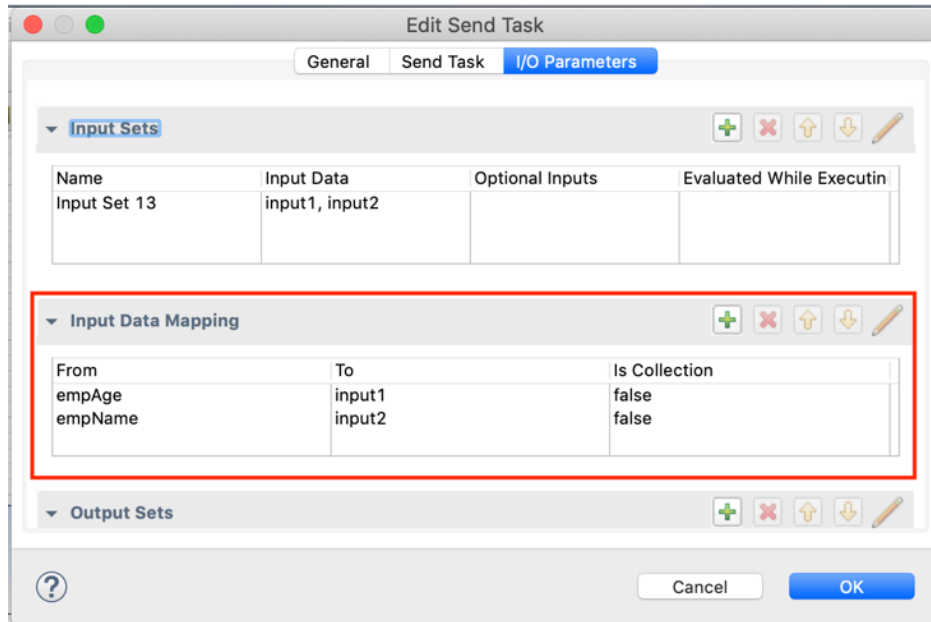 Edit Send Task
General Send Task I/O Parameters
Input Sets
Name Input Data Optional Inputs Evaluated While Executin
Input Set 13 input1, input2
Input Data Mapping
From To Is Collection
empAge input1 false
empName input2 false
Output Sets
? Cancel OK